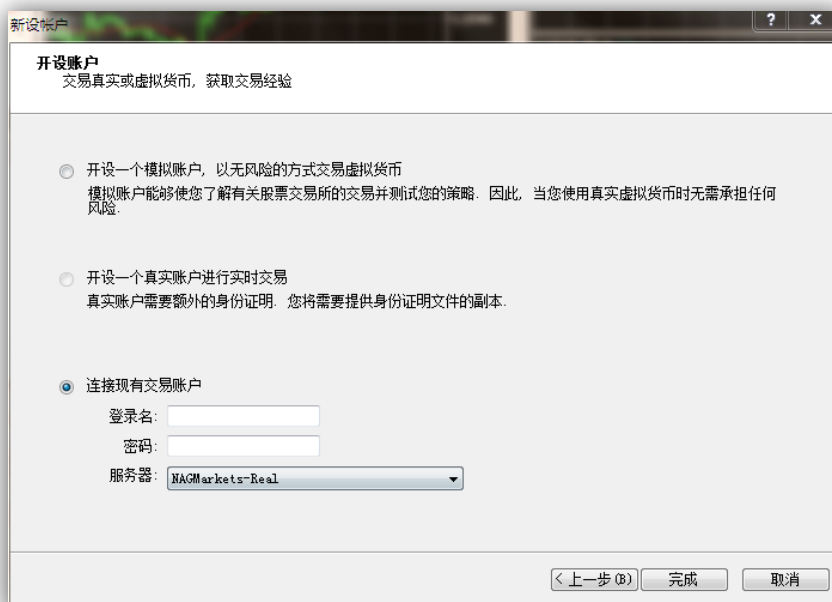 新设帐户
开设账户
交易真实或虚拟货币, 获取交易经验
开设一个模拟账户, 以无风险的方式交易虚拟货币
模拟账户能够使您了解有关股票交易所的交易并测试您的策略. 因此, 当您使用真实虚拟货币时无需承担任何
风险.
开设一个真实账户进行实时交易
真实账户需要额外的身份证明. 您将需要提供身份证明文件的副本.
连接现有交易账户
登录名:
密码:
服务器: NAGMarkets-Real
< 上一步(B) 完成 取消